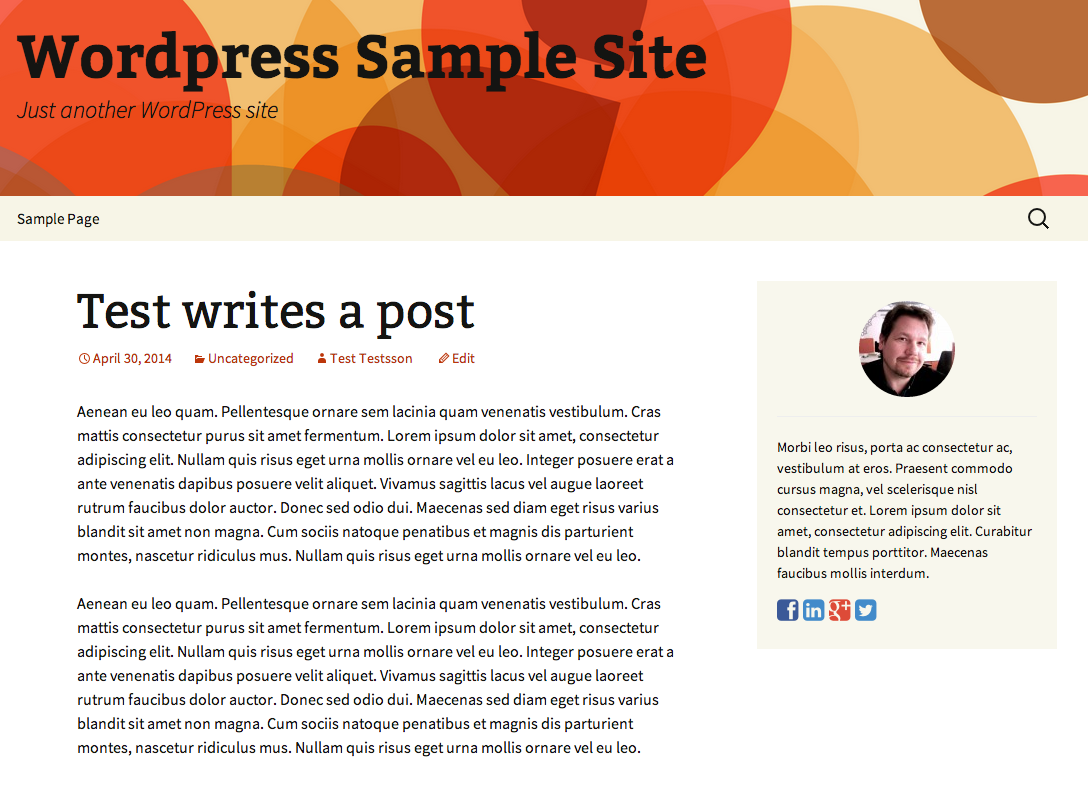 Wordpress Sample Site
Just another WordPress site
Sample Page
Test writes a post
April 30, 2014 Uncategorized Test Testsson Edit
Aenean eu leo quam. Pellentesque ornare sem lacinia quam venenatis vestibulum. Cras
mattis consectetur purus sit amet fermentum. Lorem ipsum dolor sit amet, consectetur
adipiscing elit. Nullam quis risus eget urna mollis ornare vel eu leo. Integer posuere erat a
ante venenatis dapibus posuere velit aliquet. Vivamus sagittis lacus vel augue laoreet
rutrum faucibus dolor auctor. Donec sed odio dui. Maecenas sed diam eget risus varius
blandit sit amet non magna. Cum sociis natoque penatibus et magnis dis parturient
montes, nascetur ridiculus mus. Nullam quis risus eget urna mollis ornare vel eu leo.
Aenean eu leo quam. Pellentesque ornare sem lacinia quam venenatis vestibulum. Cras
mattis consectetur purus sit amet fermentum. Lorem ipsum dolor sit amet, consectetur
adipiscing elit. Nullam quis risus eget urna mollis ornare vel eu leo. Integer posuere erat a
ante venenatis dapibus posuere velit aliquet. Vivamus sagittis lacus vel augue laoreet
rutrum faucibus dolor auctor. Donec sed odio dui. Maecenas sed diam eget risus varius
blandit sit amet non magna. Cum sociis natoque penatibus et magnis dis parturient
montes, nascetur ridiculus mus. Nullam quis risus eget urna mollis ornare vel eu leo.
Morbi leo risus, porta ac consectetur ac,
vestibulum at eros. Praesent commodo
cursus magna, vel scelerisque nisl
consectetur et. Lorem ipsum dolor sit
amet, consectetur adipiscing elit. Curabitur
blandit tempus porttitor. Maecenas
faucibus mollis interdum.
f in g+